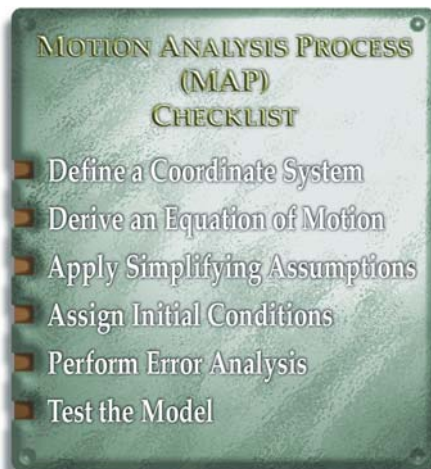 MOTION ANALYSIS PROCESS
(MAP)
CHECKLIST
Define a Coordinate System
Derive an Equation of Motion
Apply Simplifying Assumptions
Assign Initial Conditions
Perform Error Analysis
Test the Model